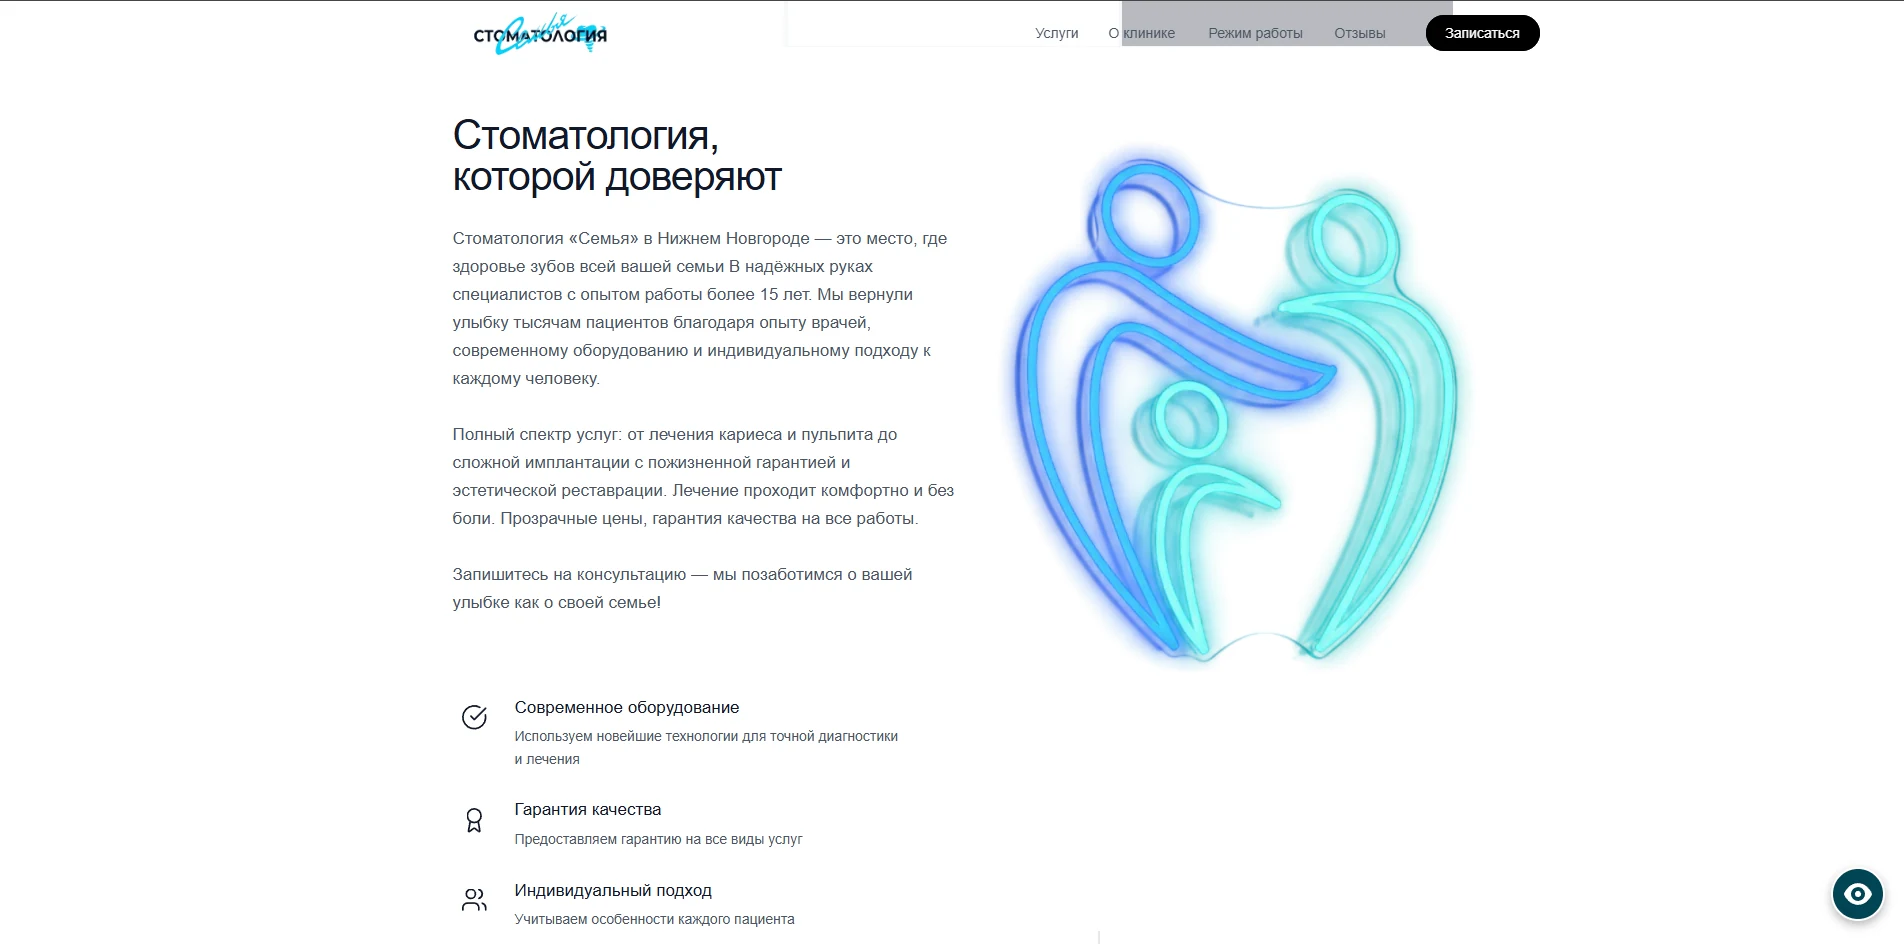 СТОМАТОЛОГИЯ
Семья
Услуги
О клинике
Режим работы
Отзывы
Записаться
Стоматология,
которой доверяют
Стоматология «Семья» в Нижнем Новгороде — это место, где
здоровье зубов всей вашей семьи В надёжных руках
специалистов с опытом работы более 15 лет. Мы вернули
улыбку тысячам пациентов благодаря опыту врачей,
современному оборудованию и индивидуальному подходу к
каждому человеку.
Полный спектр услуг: от лечения кариеса и пульпита до
сложной имплантации с пожизненной гарантией и
эстетической реставрации. Лечение проходит комфортно и без
боли. Прозрачные цены, гарантия качества на все работы.
Запишитесь на консультацию — мы позаботимся о вашей
улыбке как о своей семье!
Современное оборудование
Используем новейшие технологии для точной диагностики
и лечения
Гарантия качества
Предоставляем гарантию на все виды услуг
Индивидуальный подход
Учитываем особенности каждого пациента